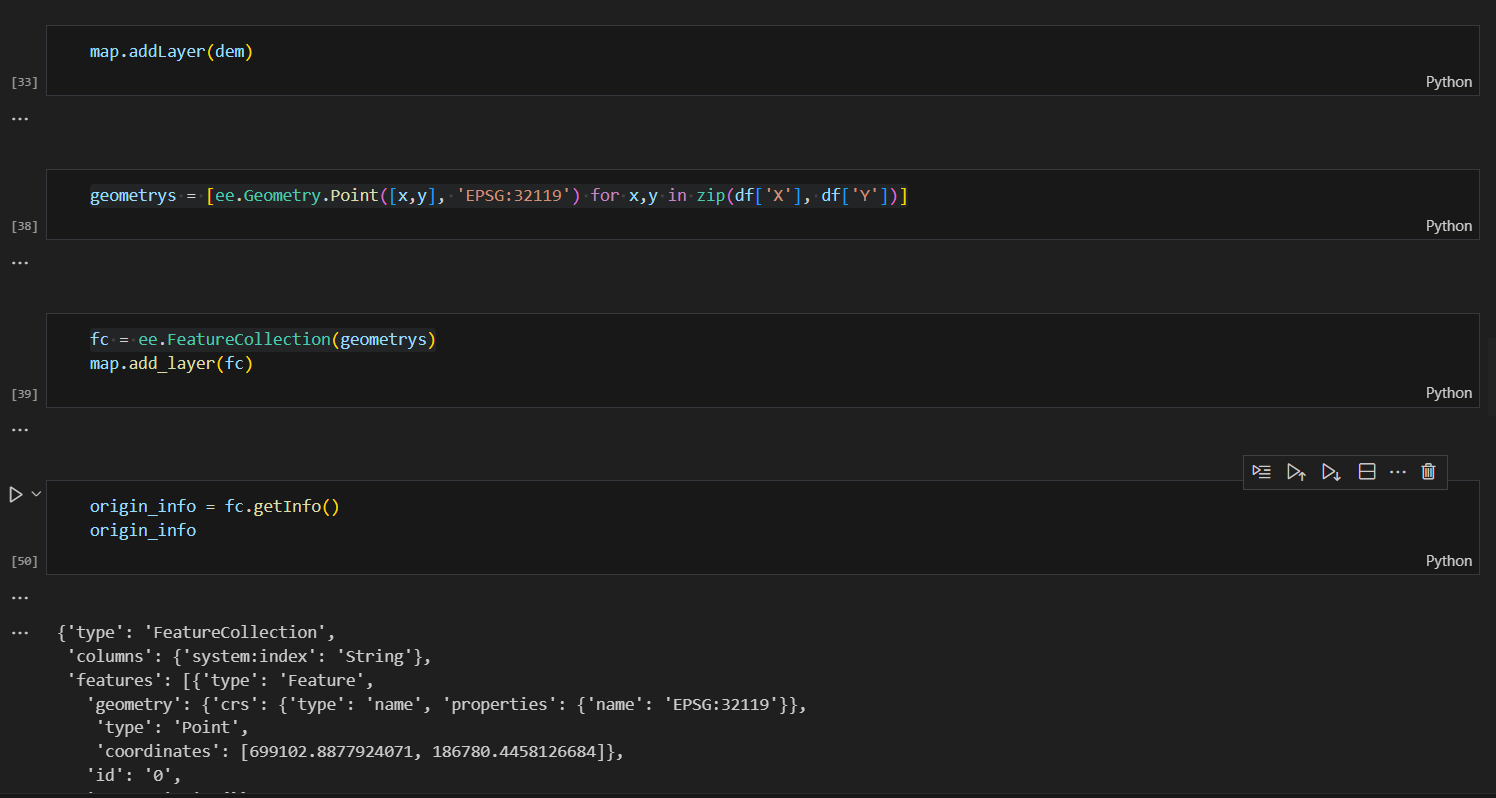 map.addLayer(dem)
[33]
Python
...
geometrys = [ee.Geometry.Point([x,y], 'EPSG:32119') for x,y in zip(df['X'], df['Y'])]
[38]
Python
...
fc = ee.FeatureCollection(geometrys)
map.add_layer(fc)
[39]
Python
...
origin_info = fc.getInfo()
origin_info
[50]
Python
...
... {'type': 'FeatureCollection',
'columns': {'system:index': 'String'},
'features': [{'type': 'Feature',
'geometry': {'crs': {'type': 'name', 'properties': {'name': 'EPSG:32119'}},
'type': 'Point',
'coordinates': [699102.8877924071, 186780.4458126684]},
'id': '0',